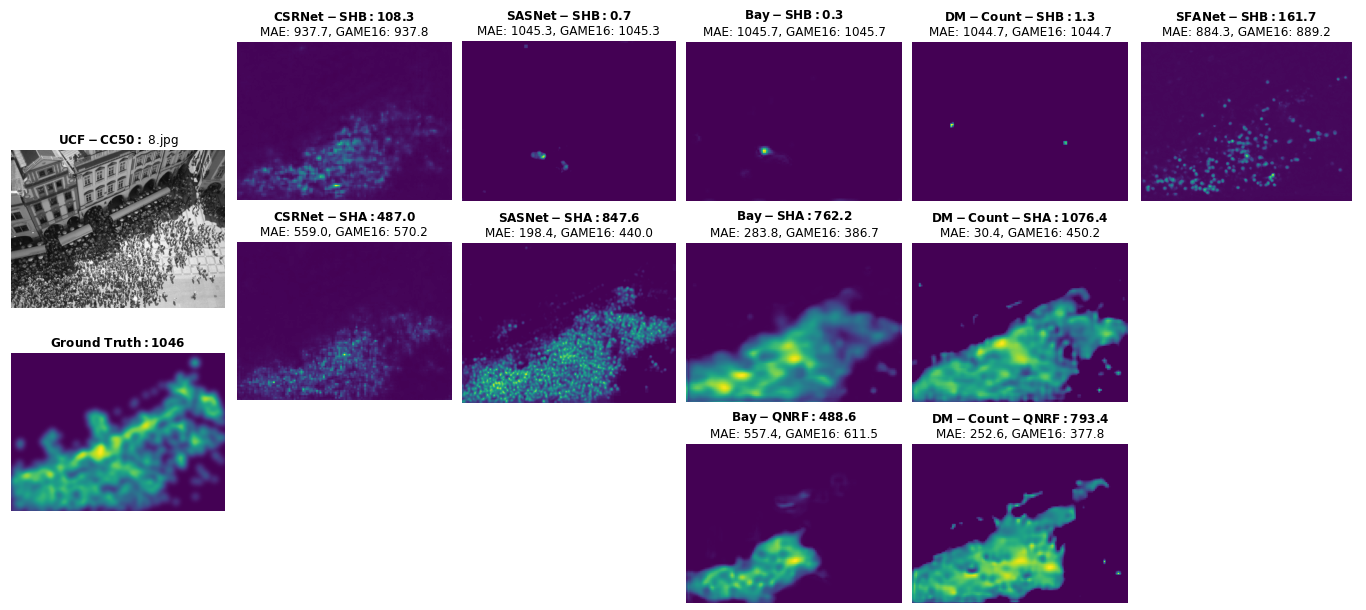 CSRNet − SHB : 108.3
MAE: 937.7, GAME16: 937.8
SASNet − SHB : 0.7
MAE: 1045.3, GAME16: 1045.3
Bay − SHB : 0.3
MAE: 1045.7, GAME16: 1045.7
DM − Count − SHB : 1.3
MAE: 1044.7, GAME16: 1044.7
SFANet − SHB : 161.7
MAE: 884.3, GAME16: 889.2
UCF − CC50 : 8.jpg
CSRNet − SHA : 487.0
MAE: 559.0, GAME16: 570.2
SASNet − SHA : 847.6
MAE: 198.4, GAME16: 440.0
Bay − SHA : 762.2
MAE: 283.8, GAME16: 386.7
DM − Count − SHA : 1076.4
MAE: 30.4, GAME16: 450.2
Ground Truth : 1046
Bay − QNRF : 488.6
MAE: 557.4, GAME16: 611.5
DM − Count − QNRF : 793.4
MAE: 252.6, GAME16: 377.8